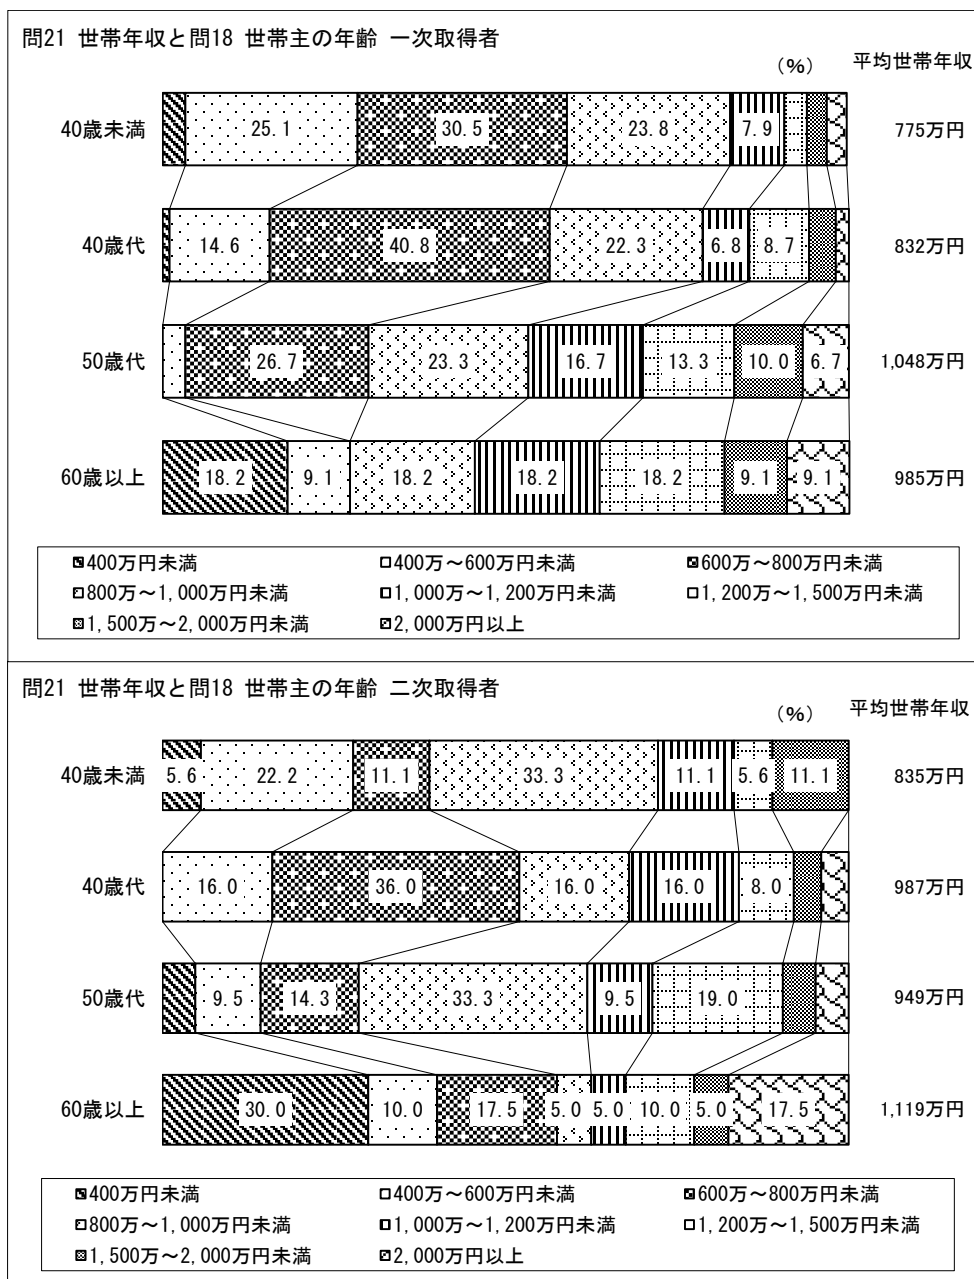 問21 世帯年収と問18 世帯主の年齢 一次取得者
(%) 平均世帯年収
40歳未満 25.1 30.5 23.8 7.9 775万円
40歳代 14.6 40.8 22.3 6.8 8.7 832万円
50歳代 26.7 23.3 16.7 13.3 10.0 6.7 1,048万円
60歳以上 18.2 9.1 18.2 18.2 18.2 9.1 9.1 985万円
400万円未満 400万～600万円未満 600万～800万円未満
800万～1,000万円未満 1,000万～1,200万円未満 1,200万～1,500万円未満
1,500万～2,000万円未満 2,000万円以上
問21 世帯年収と問18 世帯主の年齢 二次取得者
(%) 平均世帯年収
40歳未満 5.6 22.2 11.1 33.3 11.1 5.6 11.1 835万円
40歳代 16.0 36.0 16.0 16.0 8.0 987万円
50歳代 9.5 14.3 33.3 9.5 19.0 949万円
60歳以上 30.0 10.0 17.5 5.0 5.0 10.0 5.0 17.5 1,119万円
400万円未満 400万～600万円未満 600万～800万円未満
800万～1,000万円未満 1,000万～1,200万円未満 1,200万～1,500万円未満
1,500万～2,000万円未満 2,000万円以上